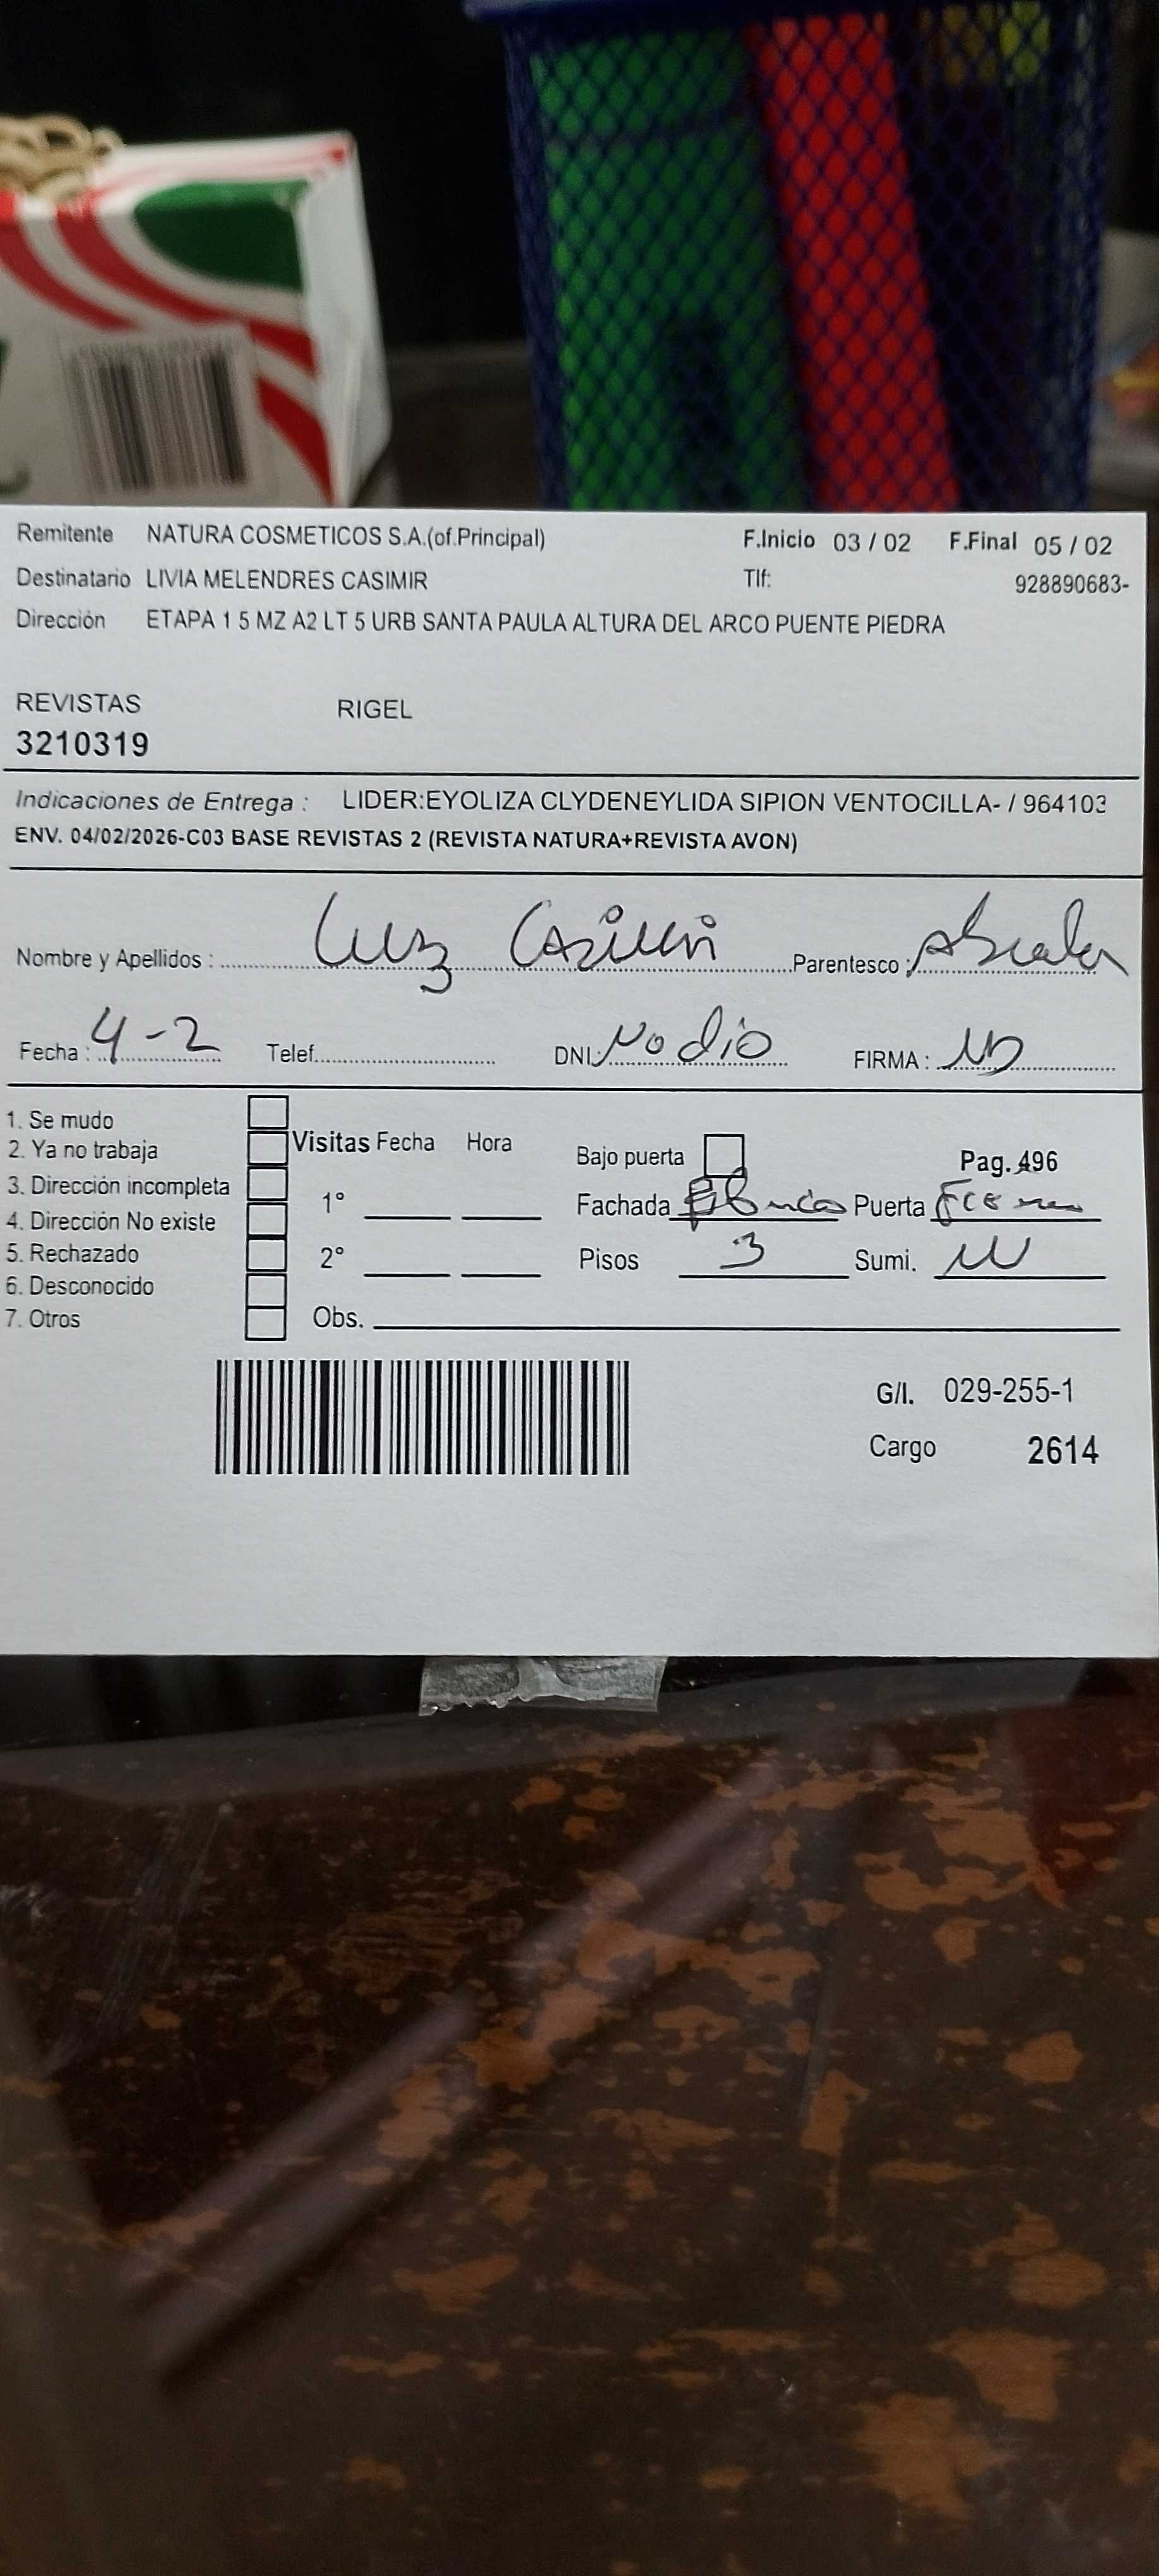 Remitente NATURA COSMETICOS S.A.(of.Principal) F.Inicio 03 / 02 F.Final 05 / 02
Destinatario LIVIA MELENDRES CASIMIR Tlf: 928890683-
Dirección ETAPA 1 5 MZ A2 LT 5 URB SANTA PAULA ALTURA DEL ARCO PUENTE PIEDRA
REVISTAS RIGEL
3210319
Indicaciones de Entrega : LIDER:EYOLIZA CLYDENEYLIDA SIPION VENTOCILLA- / 964103
ENV. 04/02/2026-C03 BASE REVISTAS 2 (REVISTA NATURA+REVISTA AVON)
Nombre y Apellidos : Luz Casimiri Parentesco :
Fecha : 4-2 Telef. DNI: No dio FIRMA :
1. Se mudo
2. Ya no trabaja
3. Dirección incompleta
4. Dirección No existe
5. Rechazado
6. Desconocido
7. Otros
Visitas Fecha Hora
1°
2°
Obs.
Bajo puerta Pag. 496
Fachada Puerta
Pisos 3 Sumi.
G/I. 029-255-1
Cargo 2614